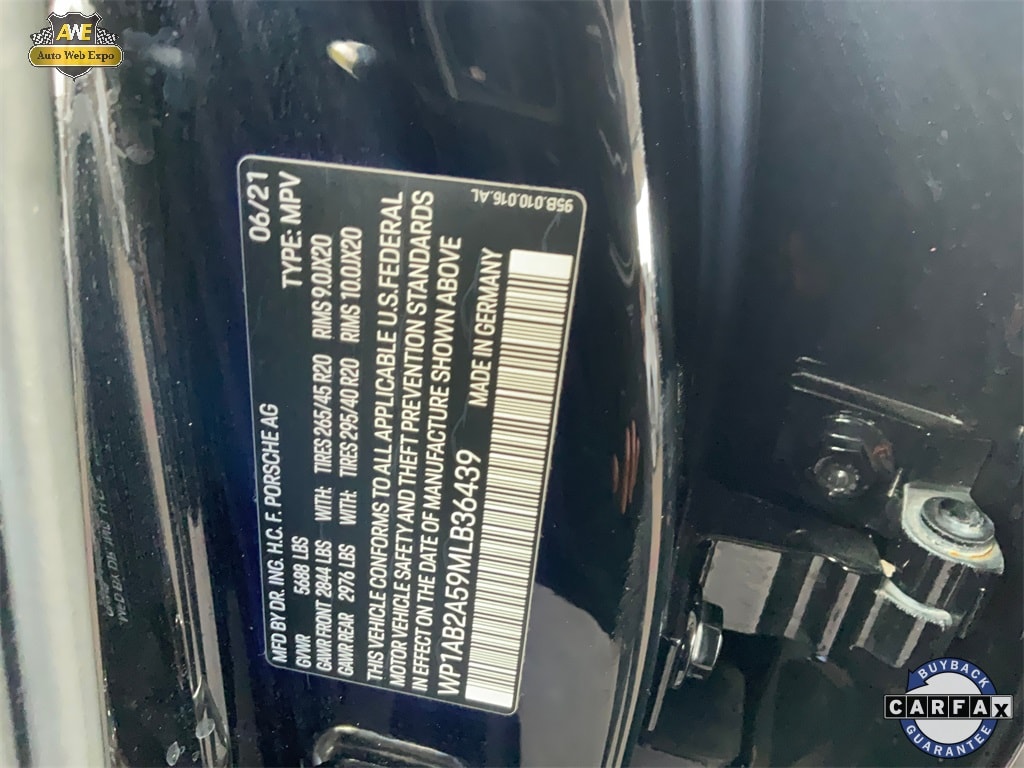 AWE
Auto Web Expo
MFD BY DR. ING. H.C. F. PORSCHE AG 06/21
GVWR 5688 LBS TYPE: MPV
GAWR FRONT 2844 LBS WITH: TIRES 265/45 R20 RIMS 9.0JX20
GAWR REAR 2976 LBS WITH: TIRES 295/40 R20 RIMS 10.0JX20
THIS VEHICLE CONFORMS TO ALL APPLICABLE U.S. FEDERAL
MOTOR VEHICLE SAFETY AND THEFT PREVENTION STANDARDS
IN EFFECT ON THE DATE OF MANUFACTURE SHOWN ABOVE
WP1AB2A59MLB36439 MADE IN GERMANY
95B.010.016.AL
BUYBACK
CARFAX
GUARANTEE